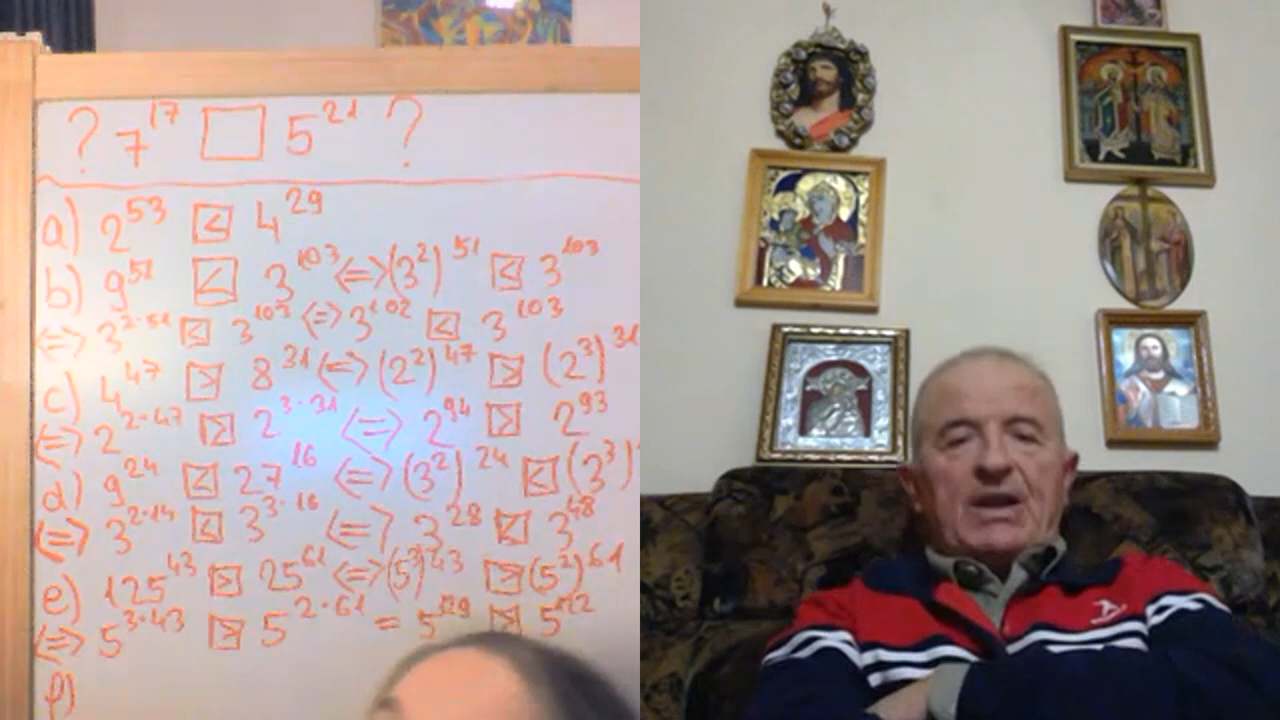 ? 7^17 □ 5^21 ?
a) 2^53 < 4^29
b) 9^51 < 3^103 <=> (3^2)^51 < 3^103
<=> 3^2·51 < 3^103 <=> 3^102 < 3^103
c) 4^47 > 8^31 <=> (2^2)^47 > (2^3)^31
<=> 2^2·47 > 2^3·31 <=> 2^94 > 2^93
d) 9^24 < 27^16 <=> (3^2)^24 < (3^3)
<=> 3^2·14 < 3^3·16 <=> 3^28 < 3^48
e) 125^43 > 25^61 <=> (5^3)^43 > (5^2)^61
<=> 5^3·43 > 5^2·61 = 5^129 > 5^122
f)